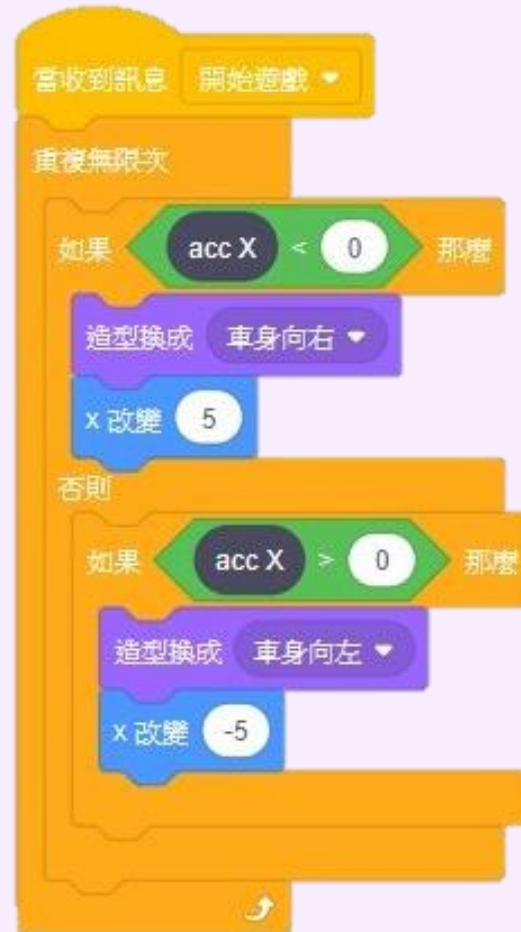 當收到訊息 開始遊戲
重複無限次
如果 acc X < 0 那麼
造型換成 車身向右
x 改變 5
否則
如果 acc X > 0 那麼
造型換成 車身向左
x 改變 -5